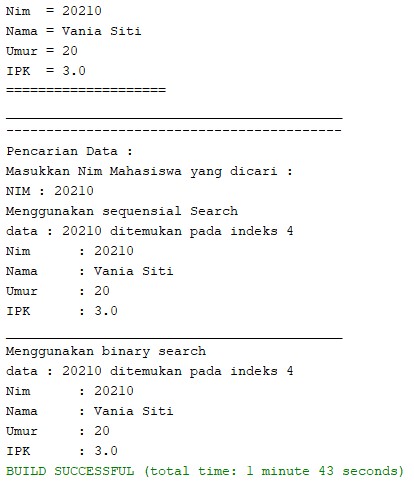 Nim  = 20210
Nama = Vania Siti
Umur = 20
IPK  = 3.0
====================
__________________________________________
------------------------------------------
Pencarian Data :
Masukkan Nim Mahasiswa yang dicari :
NIM : 20210
Menggunakan sequensial Search
data : 20210 ditemukan pada indeks 4
Nim      : 20210
Nama     : Vania Siti
Umur     : 20
IPK      : 3.0
__________________________________________
Menggunakan binary search
data : 20210 ditemukan pada indeks 4
Nim      : 20210
Nama     : Vania Siti
Umur     : 20
IPK      : 3.0
BUILD SUCCESSFUL (total time: 1 minute 43 seconds)